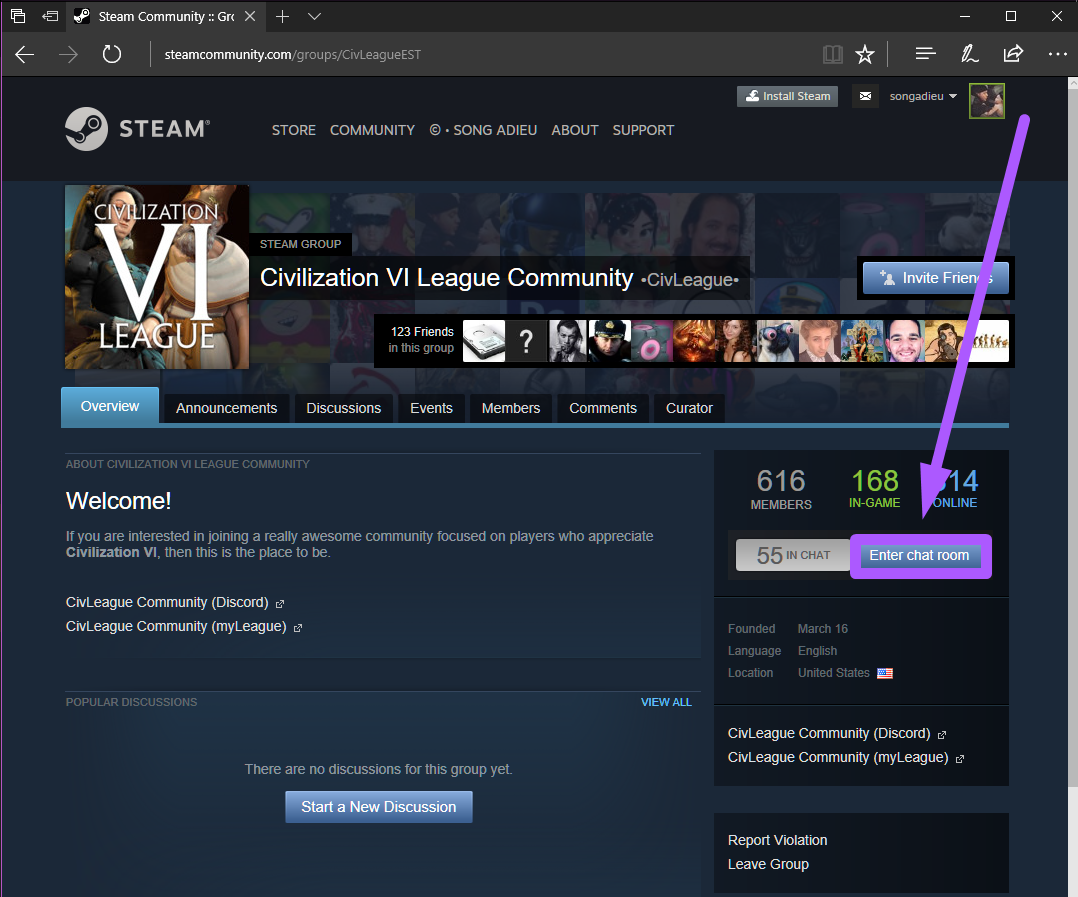 Steam Community :: Gro
steamcommunity.com/groups/CivLeagueEST
Install Steam
songadieu
STEAM®
STORE COMMUNITY © · SONG ADIEU ABOUT SUPPORT
CIVILIZATION
VI
LEAGUE
STEAM GROUP
Civilization VI League Community •CivLeague•
Invite Friends
123 Friends
in this group
?
Overview Announcements Discussions Events Members Comments Curator
ABOUT CIVILIZATION VI LEAGUE COMMUNITY
Welcome!
If you are interested in joining a really awesome community focused on players who appreciate
Civilization VI, then this is the place to be.
CivLeague Community (Discord)
CivLeague Community (myLeague)
POPULAR DISCUSSIONS VIEW ALL
There are no discussions for this group yet.
Start a New Discussion
616 168 314
MEMBERS IN-GAME ONLINE
55 IN CHAT Enter chat room
Founded March 16
Language English
Location United States
CivLeague Community (Discord)
CivLeague Community (myLeague)
Report Violation
Leave Group